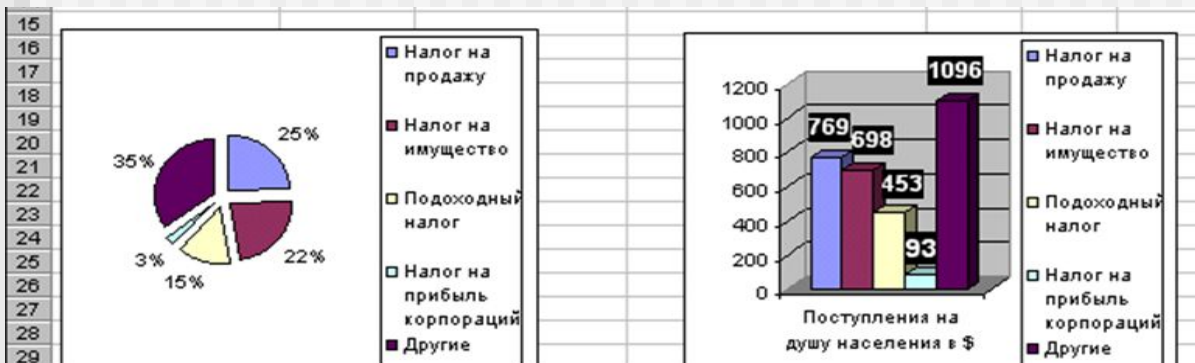 15
16
17
18
19
20
21
22
23
24
25
26
27
28
29
25%
35%
22%
3%
15%
Налог на
продажу
Налог на
имущество
Подоходный
налог
Налог на
прибыль
корпораций
Другие
1200
1000
800
600
400
200
0
769
698
453
93
1096
Поступления на
душу населения в $
Налог на
продажу
Налог на
имущество
Подоходный
налог
Налог на
прибыль
корпораций
Другие